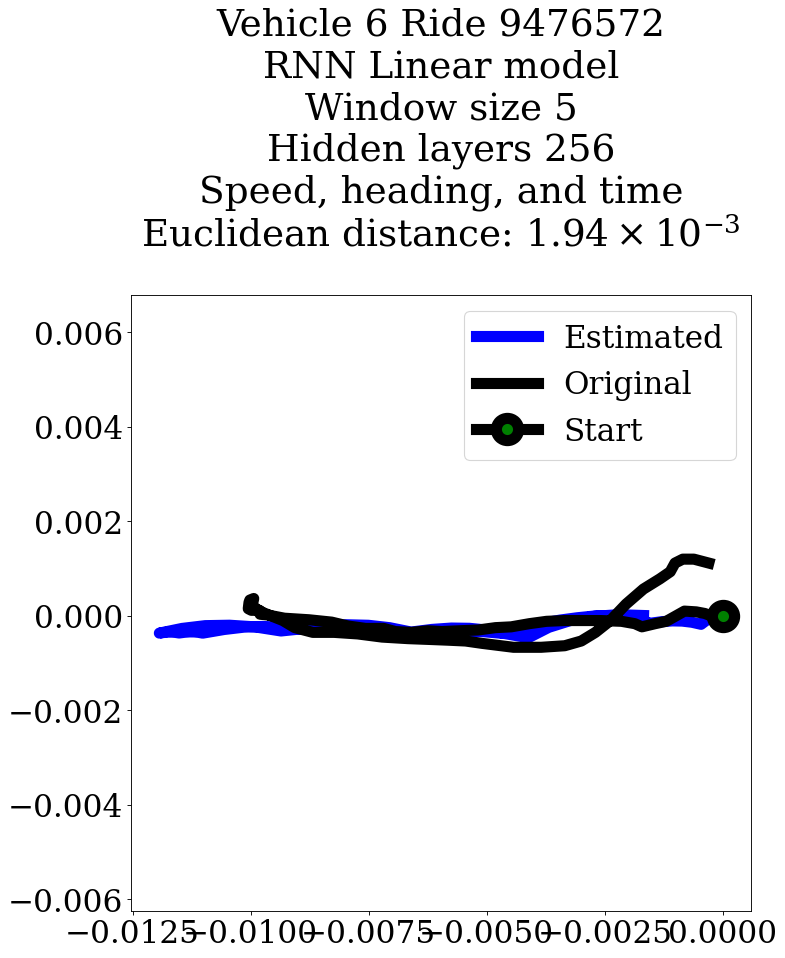 Vehicle 6 Ride 9476572
RNN Linear model
Window size 5
Hidden layers 256
Speed, heading, and time
Euclidean distance: 1.94 × 10⁻³
Estimated
Original
Start
0.006
0.004
0.002
0.000
−0.002
−0.004
−0.006
−0.0125 −0.0100 −0.0075 −0.0050 −0.0025 0.0000